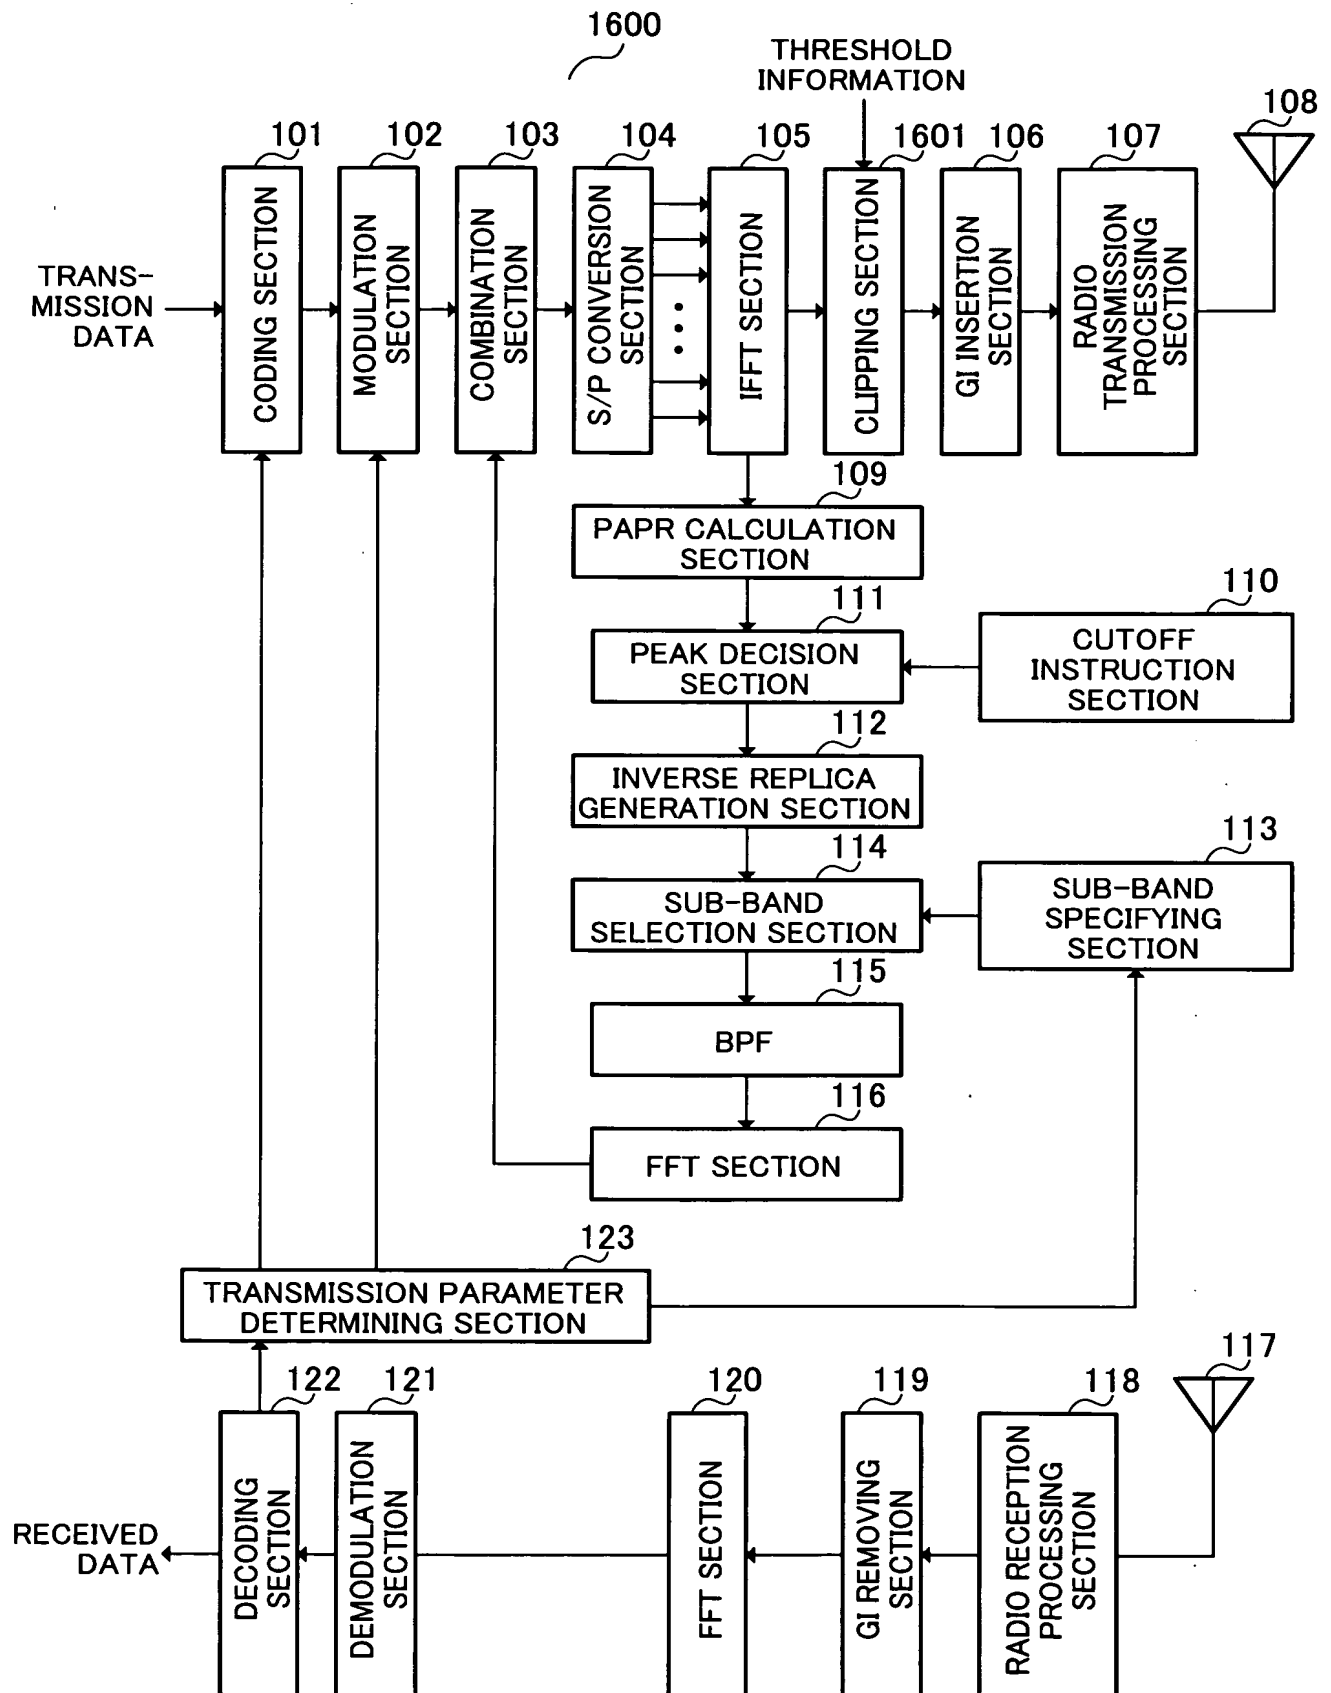 1600
THRESHOLD
INFORMATION
101
102
103
104
105
1601
106
107
108
TRANS-
MISSION
DATA
CODING SECTION
MODULATION
SECTION
COMBINATION
SECTION
S/P CONVERSION
SECTION
IFFT SECTION
CLIPPING SECTION
GI INSERTION
SECTION
RADIO
TRANSMISSION
PROCESSING
SECTION
109
PAPR CALCULATION
SECTION
111
PEAK DECISION
SECTION
110
CUTOFF
INSTRUCTION
SECTION
112
INVERSE REPLICA
GENERATION SECTION
114
SUB-BAND
SELECTION SECTION
113
SUB-BAND
SPECIFYING
SECTION
115
BPF
116
FFT SECTION
123
TRANSMISSION PARAMETER
DETERMINING SECTION
122
121
120
119
118
117
RECEIVED
DATA
DECODING
SECTION
DEMODULATION
SECTION
FFT SECTION
GI REMOVING
SECTION
RADIO RECEPTION
PROCESSING
SECTION